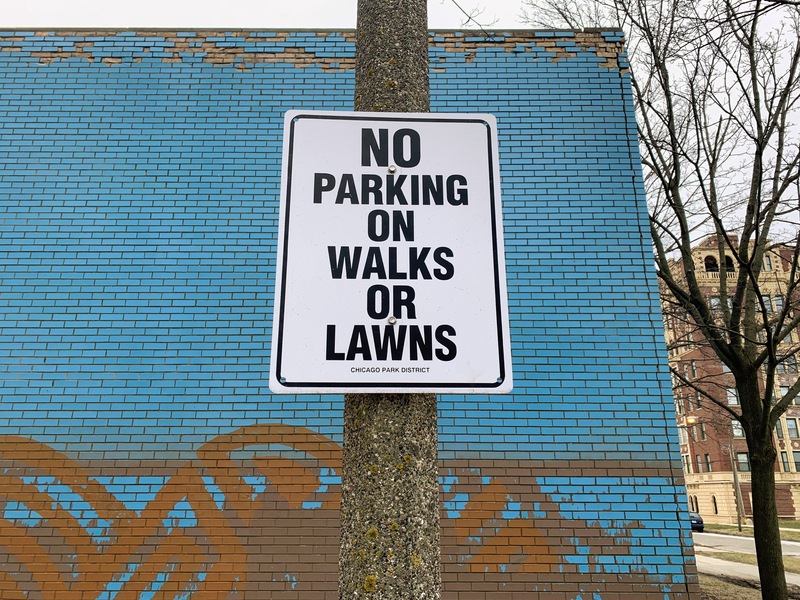 NO
PARKING
ON
WALKS
OR
LAWNS
CHICAGO PARK DISTRICT